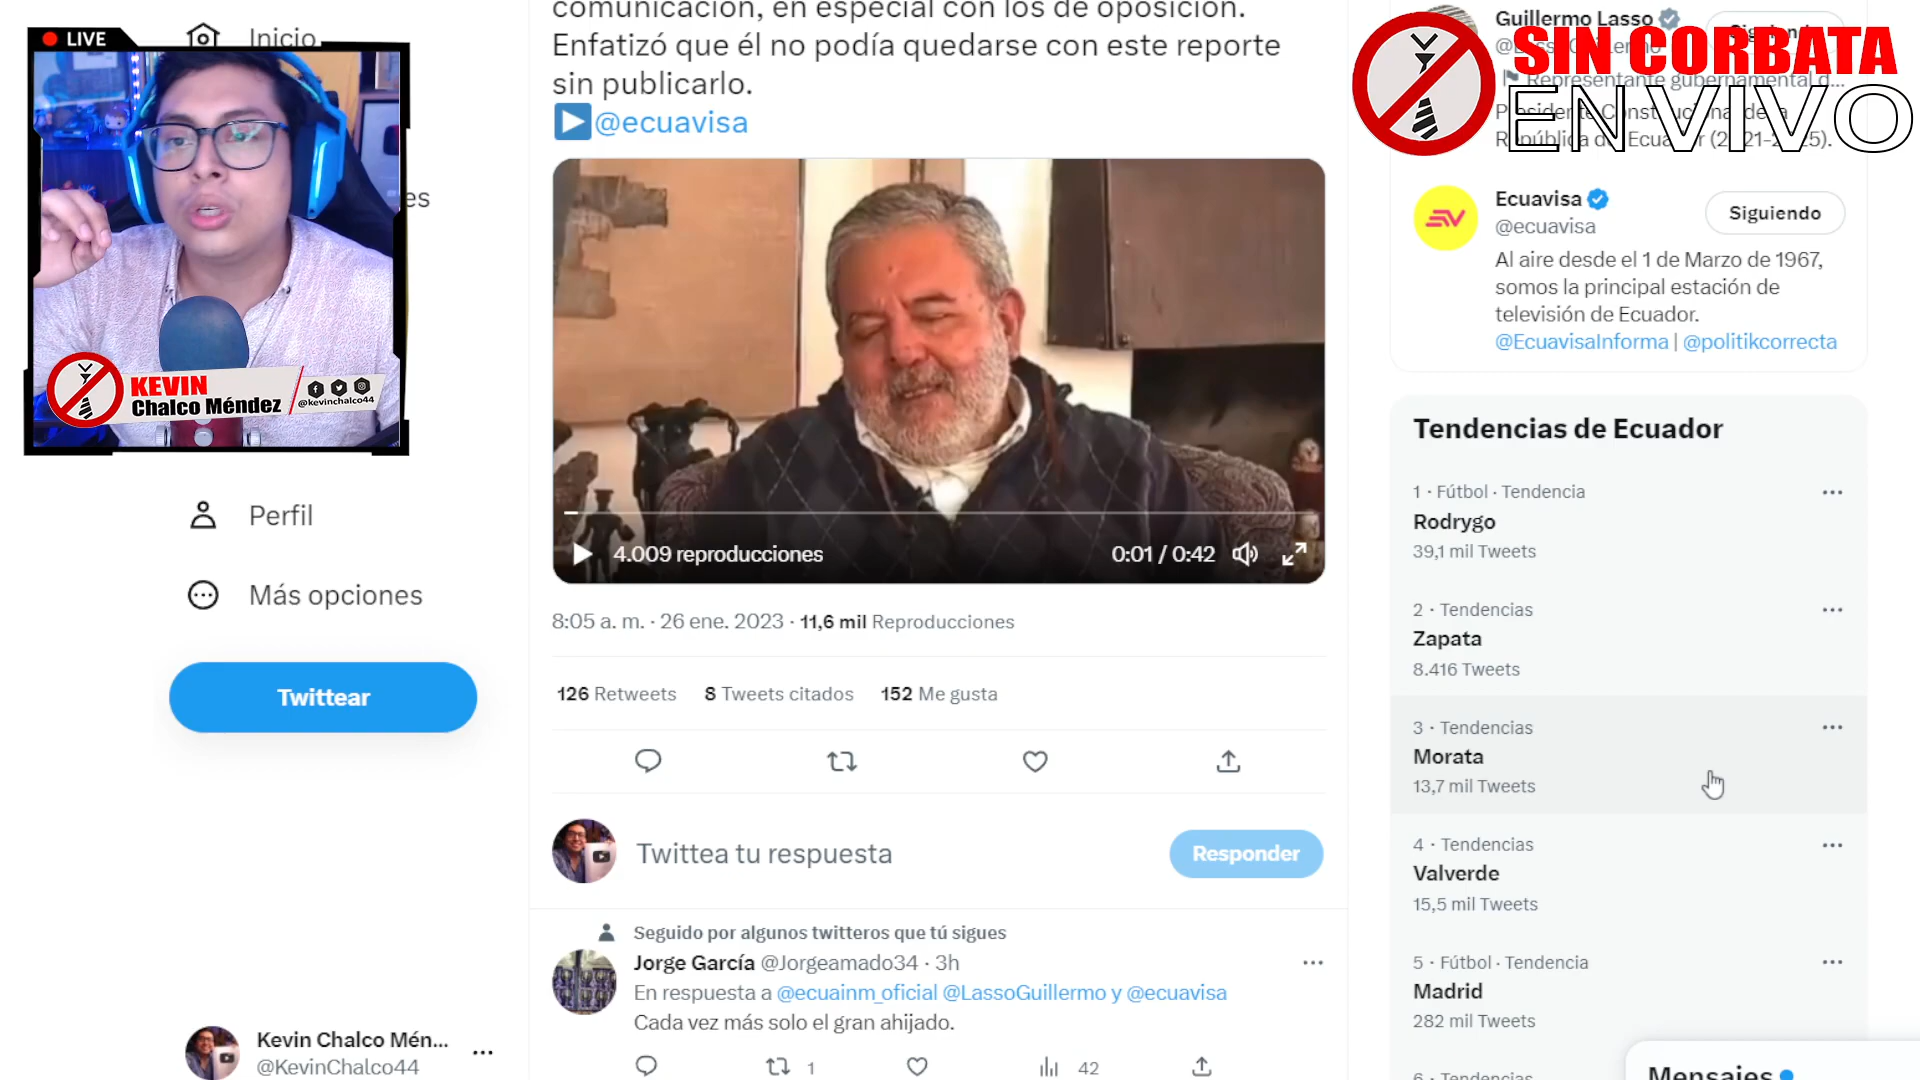 LIVE
Inicio
es
KEVIN
Chalco Méndez
@kevinchalco44
Perfil
Más opciones
Twittear
Kevin Chalco Mén...
@KevinChalco44
comunicación, en especial con los de oposición.
Enfatizó que él no podía quedarse con este reporte
sin publicarlo.
@ecuavisa
4.009 reproducciones
0:01 / 0:42
8:05 a. m. · 26 ene. 2023 · 11,6 mil Reproducciones
126 Retweets 8 Tweets citados 152 Me gusta
Twittea tu respuesta
Responder
Seguido por algunos twitteros que tú sigues
Jorge García @Jorgeamado34 · 3h
En respuesta a @ecuainm_oficial @LassoGuillermo y @ecuavisa
Cada vez más solo el gran ahijado.
1
42
SIN CORBATA
EN VIVO
Guillermo Lasso
Representante gubernamental d...
Ecuavisa
@ecuavisa
Siguiendo
Al aire desde el 1 de Marzo de 1967,
somos la principal estación de
televisión de Ecuador.
@EcuavisaInforma | @politikcorrecta
Tendencias de Ecuador
1 · Fútbol · Tendencia
Rodrygo
39,1 mil Tweets
2 · Tendencias
Zapata
8.416 Tweets
3 · Tendencias
Morata
13,7 mil Tweets
4 · Tendencias
Valverde
15,5 mil Tweets
5 · Fútbol · Tendencia
Madrid
282 mil Tweets
6 · Tendencias
Mensajes